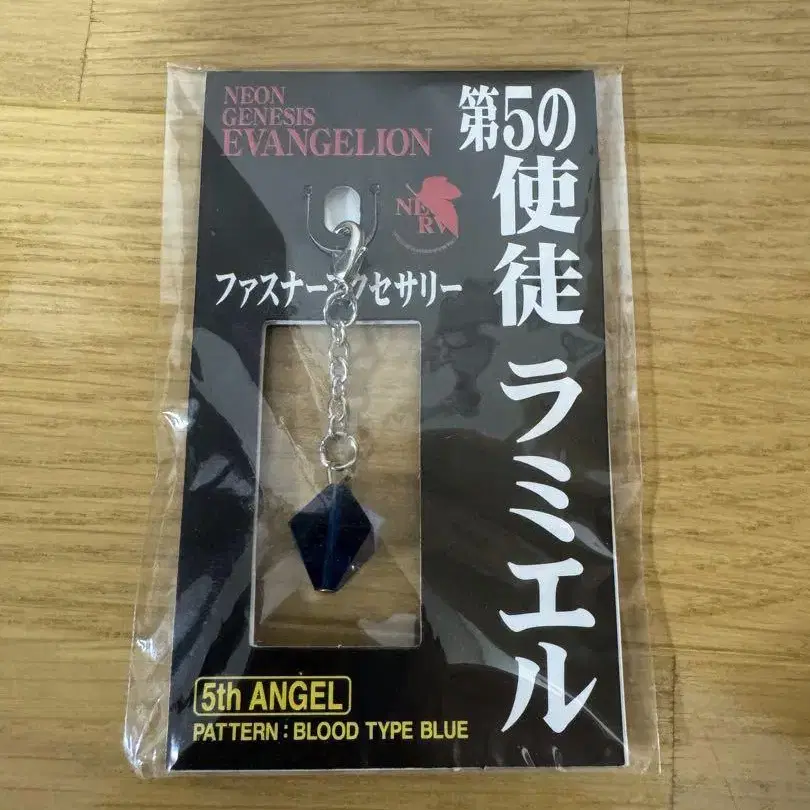 NEON
GENESIS
EVANGELION
第5の使徒 ラミエル
NERV
ファスナーアクセサリー
5th ANGEL
PATTERN : BLOOD TYPE BLUE